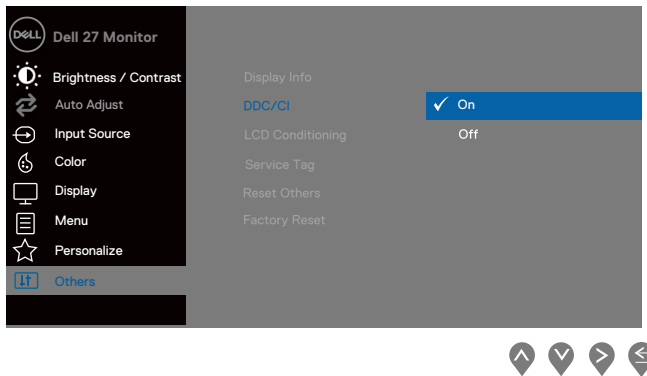 DELL Dell 27 Monitor
Brightness / Contrast
Auto Adjust
Input Source
Color
Display
Menu
Personalize
Others
Display Info
DDC/CI
LCD Conditioning
Service Tag
Reset Others
Factory Reset
On
Off